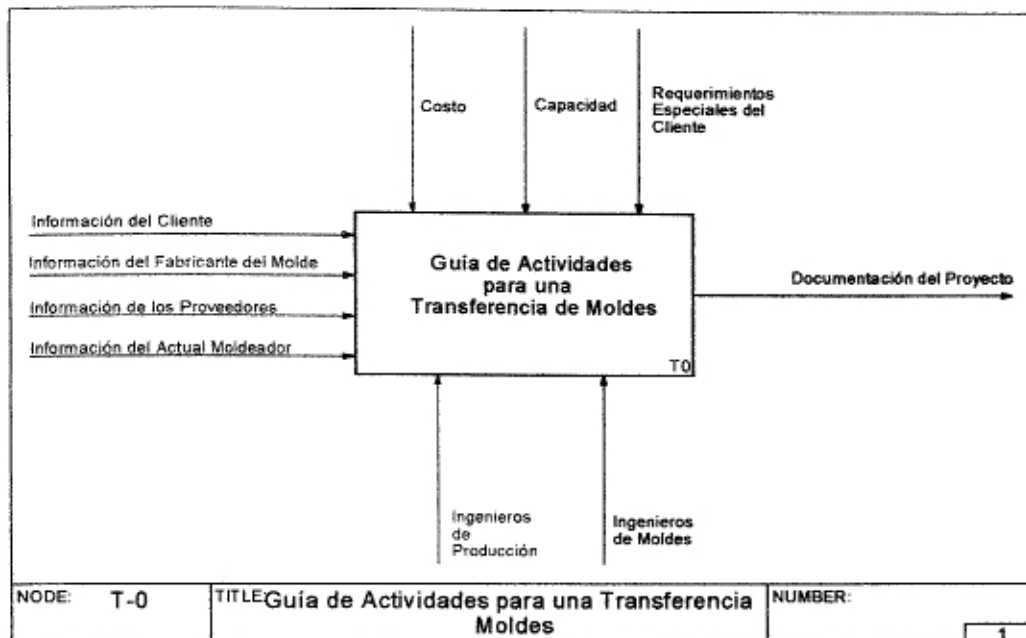 Costo
Capacidad
Requerimientos
Especiales del
Cliente
Información del Cliente
Información del Fabricante del Molde
Información de los Proveedores
Información del Actual Moldeador
Guía de Actividades
para una
Transferencia de Moldes
T0
Documentación del Proyecto
Ingenieros
de
Producción
Ingenieros
de Moldes
NODE: T-0
TITLE Guía de Actividades para una Transferencia
Moldes
NUMBER:
1